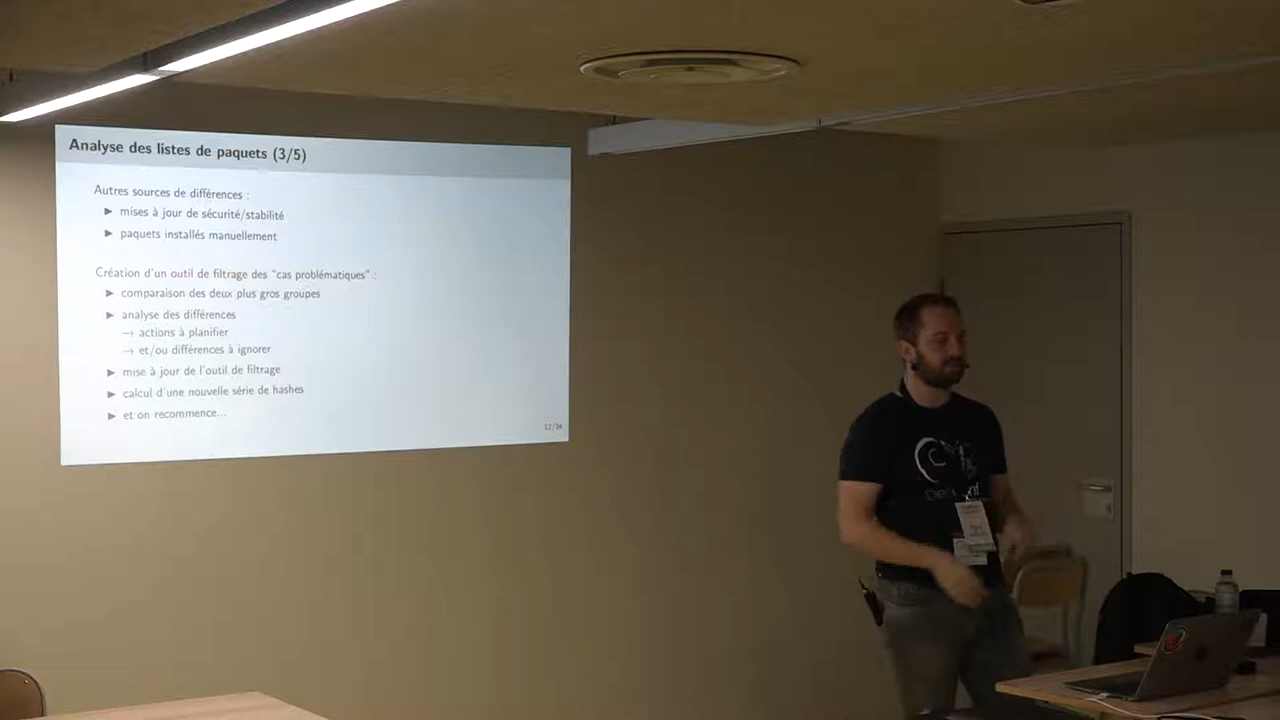 Analyse des listes de paquets (3/5)
Autres sources de différences :
▶ mises à jour de sécurité/stabilité
▶ paquets installés manuellement
Création d'un outil de filtrage des "cas problématiques" :
▶ comparaison des deux plus gros groupes
▶ analyse des différences
→ actions à planifier
→ et/ou différences à ignorer
▶ mise à jour de l'outil de filtrage
▶ calcul d'une nouvelle série de hashes
▶ et on recommence...